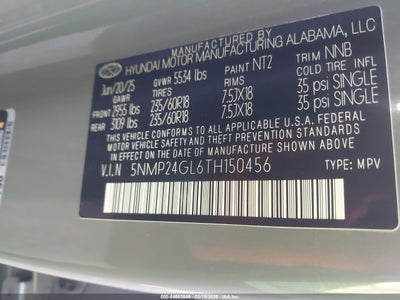 MANUFACTURED BY
HYUNDAI MOTOR MANUFACTURING ALABAMA, LLC
Jun/20/25 GVWR 5534 lbs PAINT NT2 TRIM NNB
GAWR TIRES RIMS COLD TIRE INFL
FRONT 2955 lbs 235/60R18 7.5JX18 35 psi SINGLE
REAR 3109 lbs 235/60R18 7.5JX18 35 psi SINGLE
THIS VEHICLE CONFORMS TO ALL APPLICABLE U.S. FEDERAL
MOTOR VEHICLE SAFETY AND THEFT PREVENTION STANDARDS
IN EFFECT ON THE DATE OF MANUFACTURE SHOWN ABOVE.
V.I.N 5NMP24GL6TH150456 TYPE: MPV